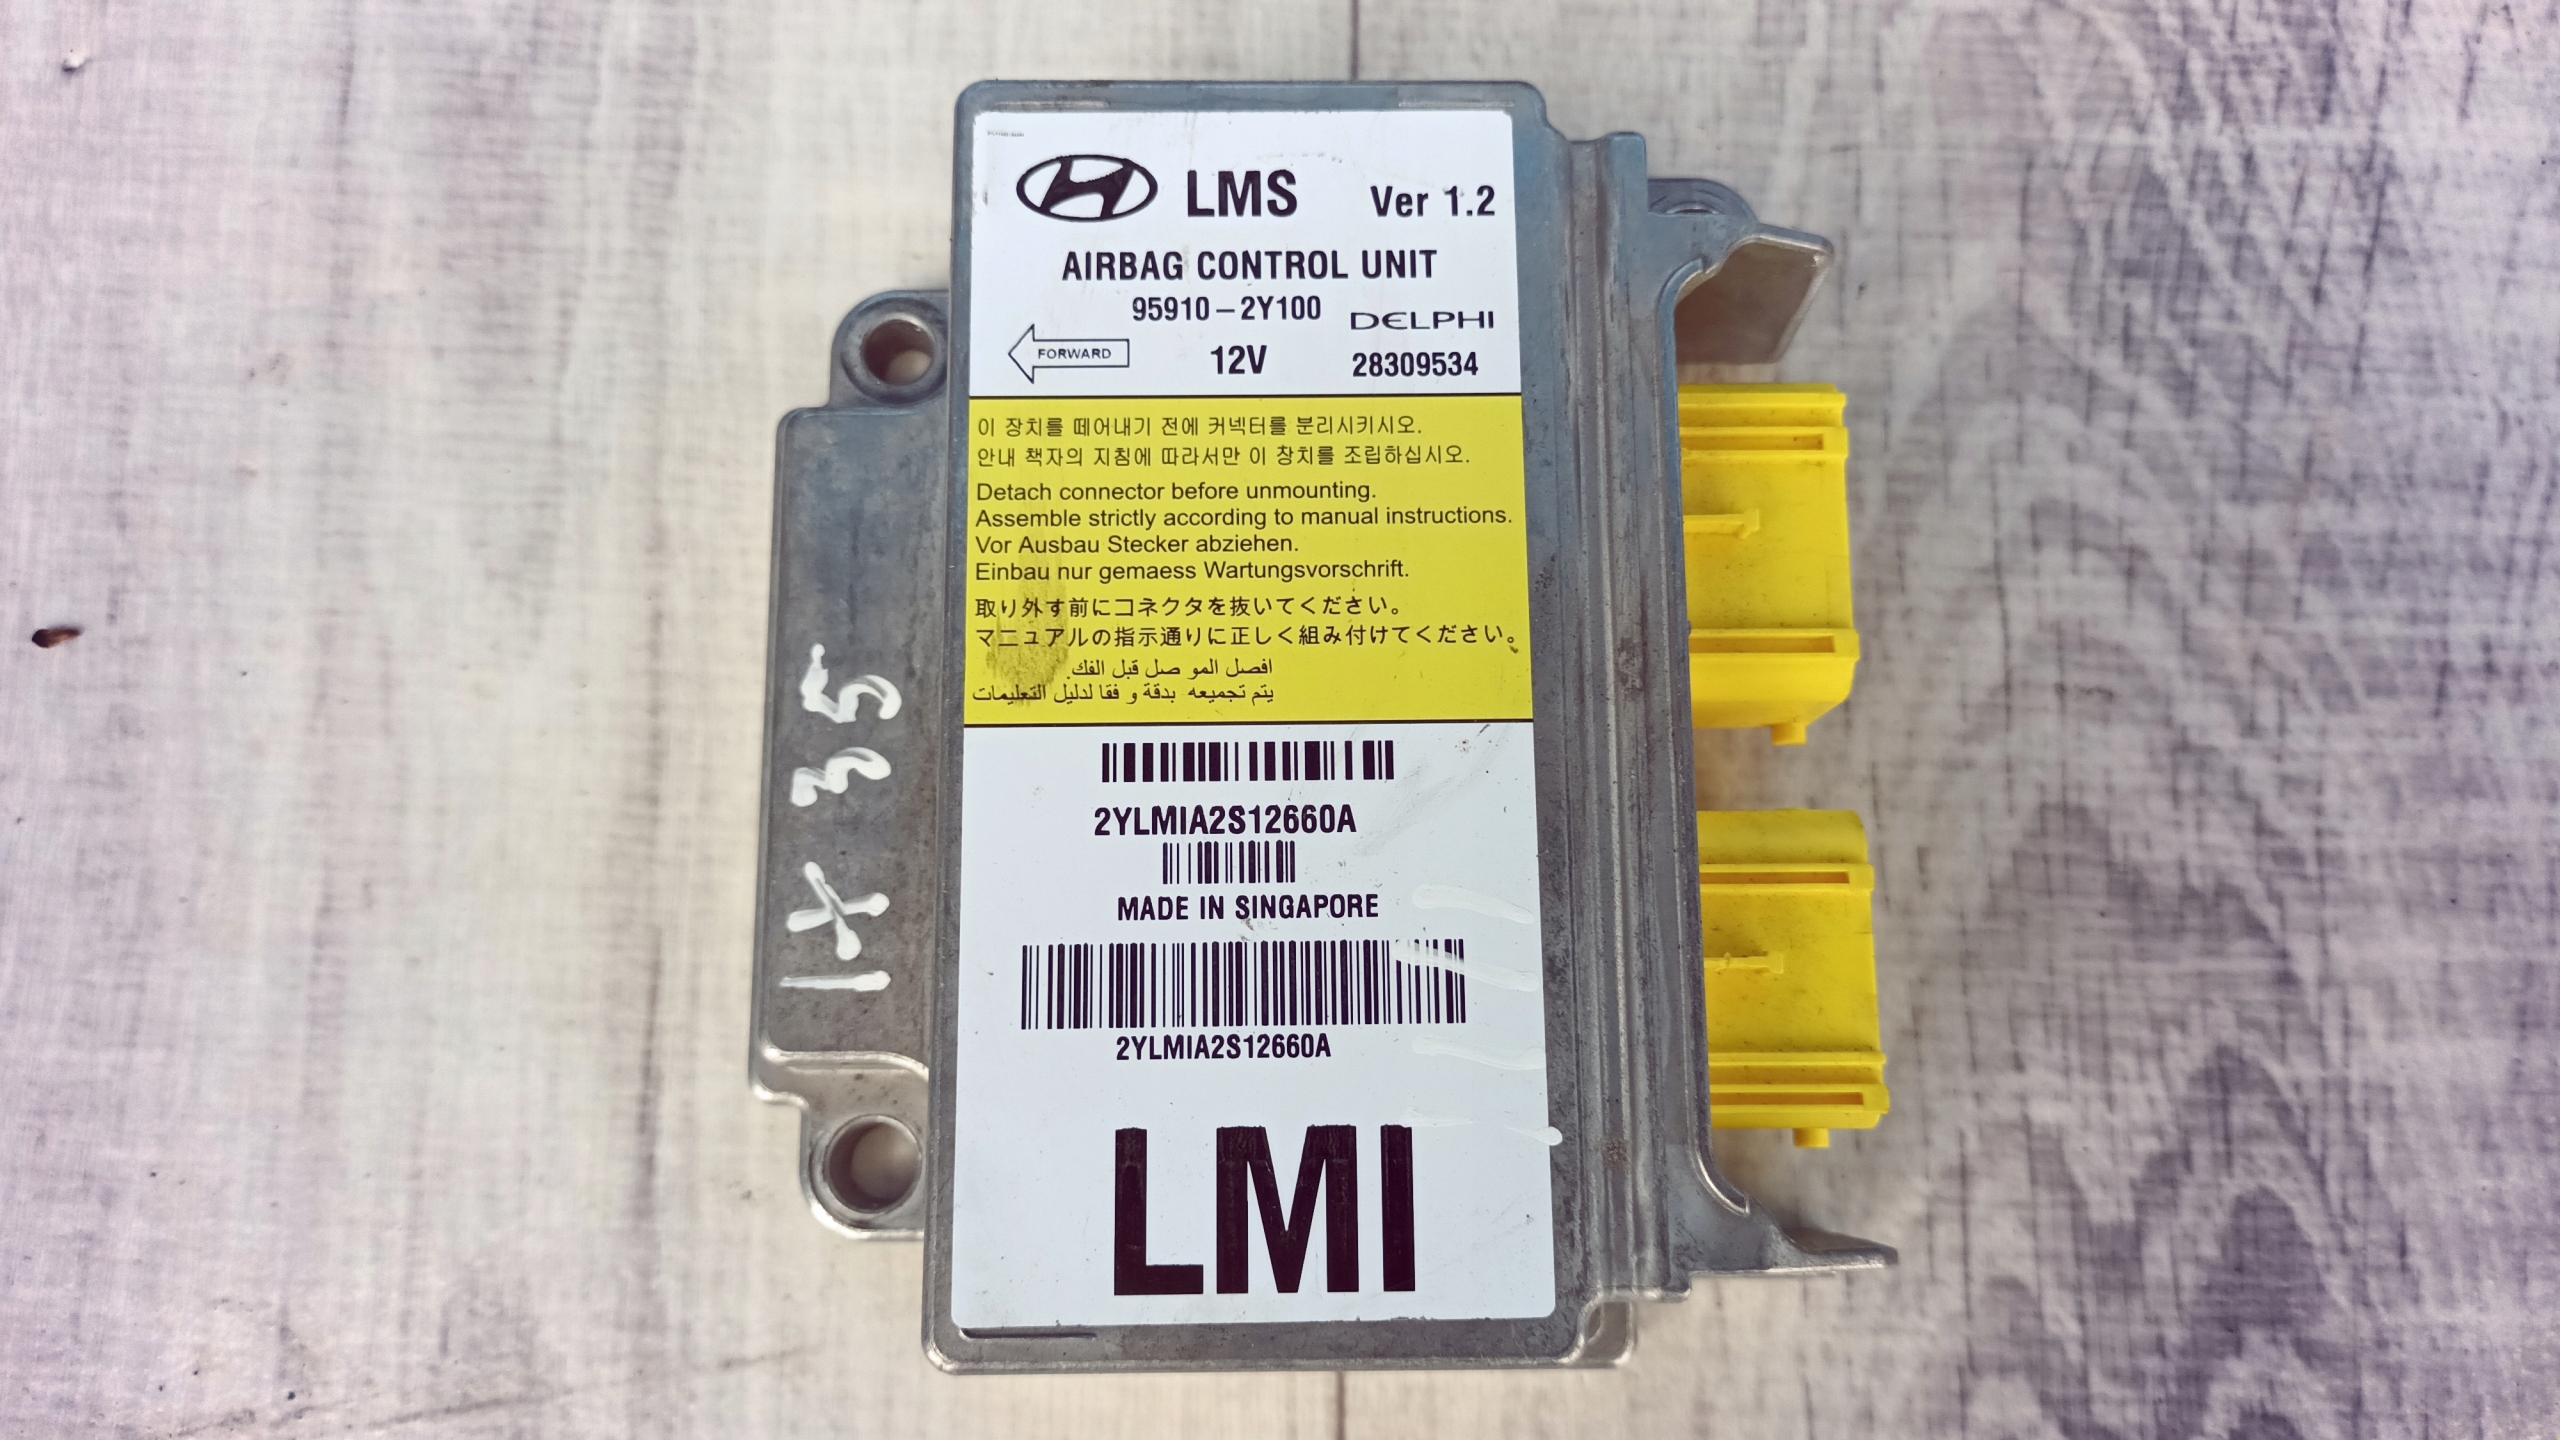 LMS Ver 1.2
AIRBAG CONTROL UNIT
95910-2Y100
DELPHI
FORWARD
12V
28309534
이 장치를 떼어내기 전에 커넥터를 분리시키시오.
안내 책자의 지침에 따라서만 이 장치를 조립하십시오.
Detach connector before unmounting.
Assemble strictly according to manual instructions.
Vor Ausbau Stecker abziehen.
Einbau nur gemaess Wartungsvorschrift.
取り外す前にコネクタを抜いてください。
マニュアルの指示通りに正しく組み付けてください。
افصل المو صل قبل الفك.
يتم تجميعه بدقة و فقا لدليل التعليمات
2YLMIA2S12660A
MADE IN SINGAPORE
2YLMIA2S12660A
LMI
IX 35